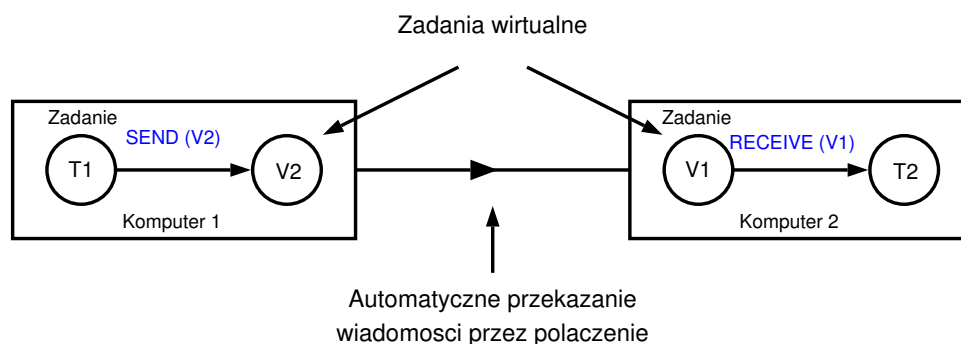 Zadania wirtualne
Zadanie
SEND (V2)
T1
V2
Komputer 1
Zadanie
RECEIVE (V1)
V1
T2
Komputer 2
Automatyczne przekazanie
wiadomosci przez polaczenie